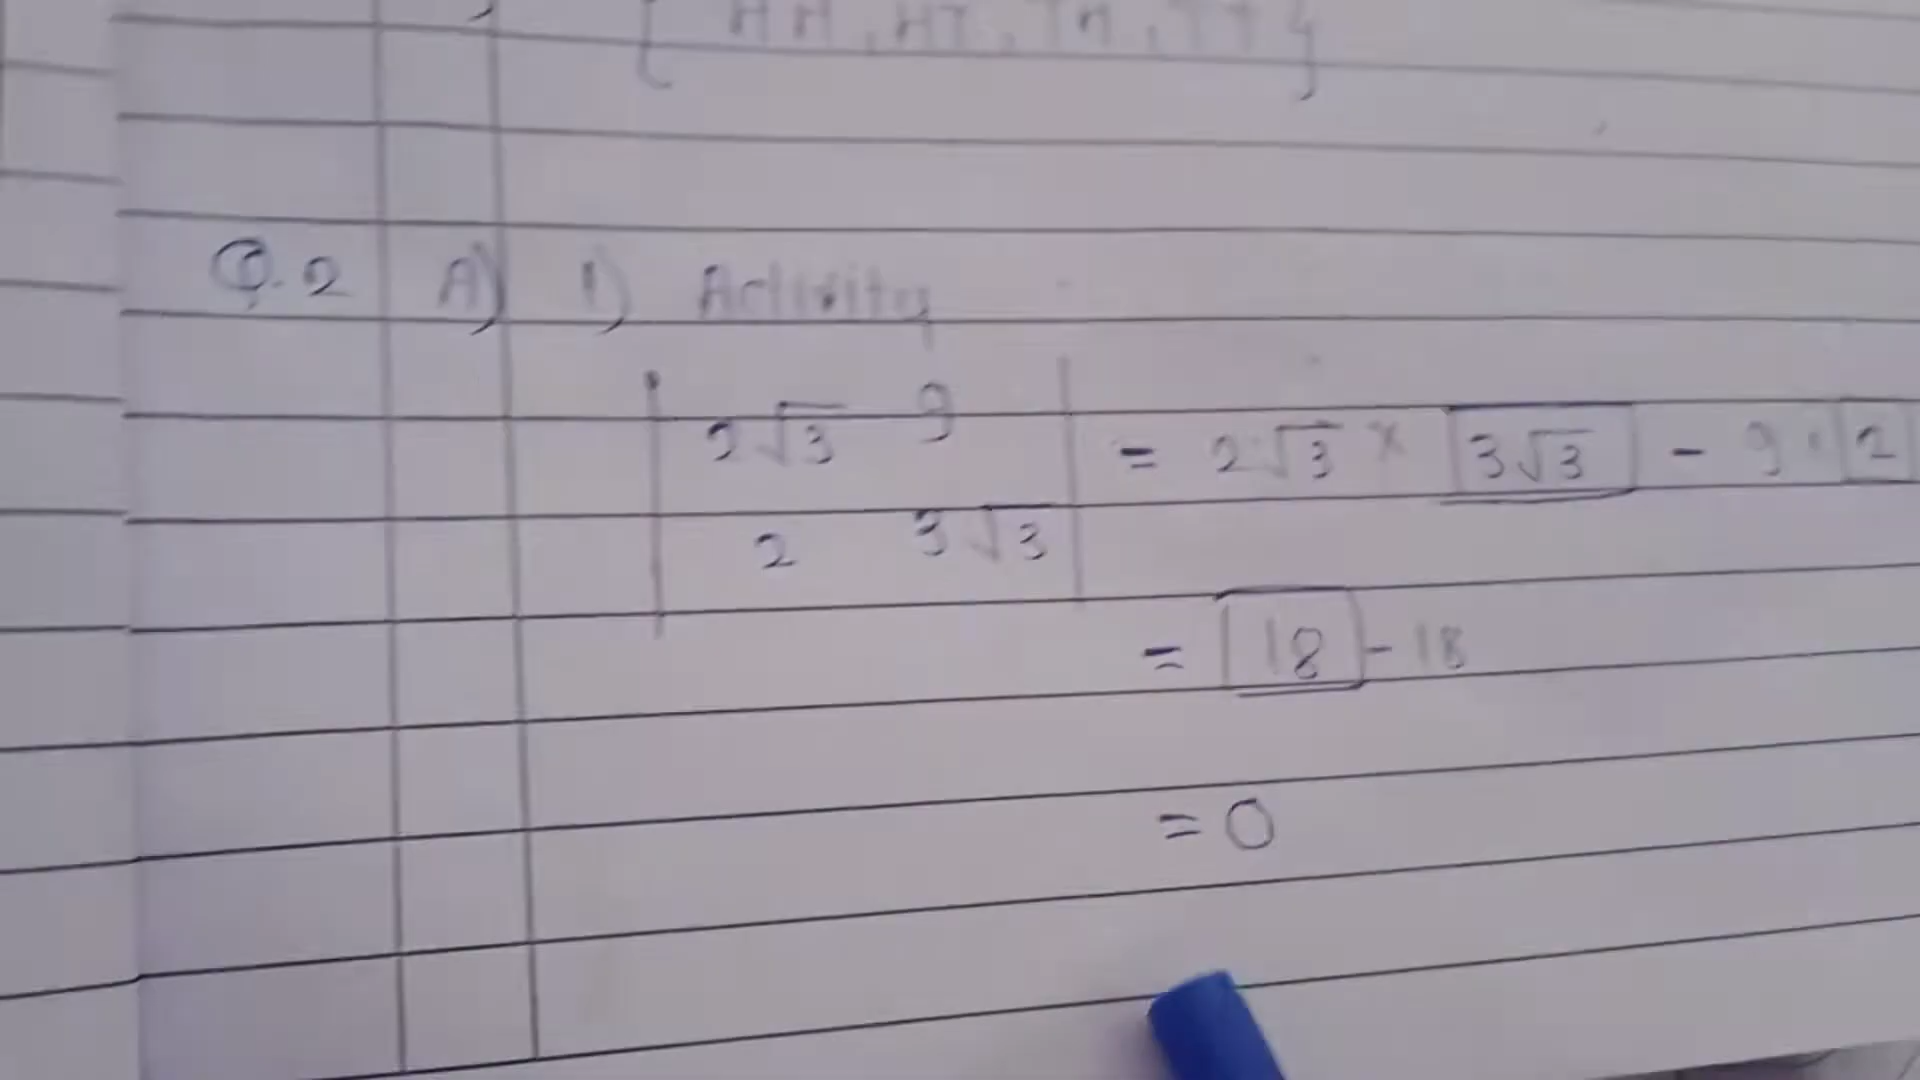 { HH, HT, TH, TT }
Q.2 A) 1) Activity
| 2√3 9 | = 2√3 × 3√3 - 9 × 2
| 2 3√3 |
= 18 - 18
= 0